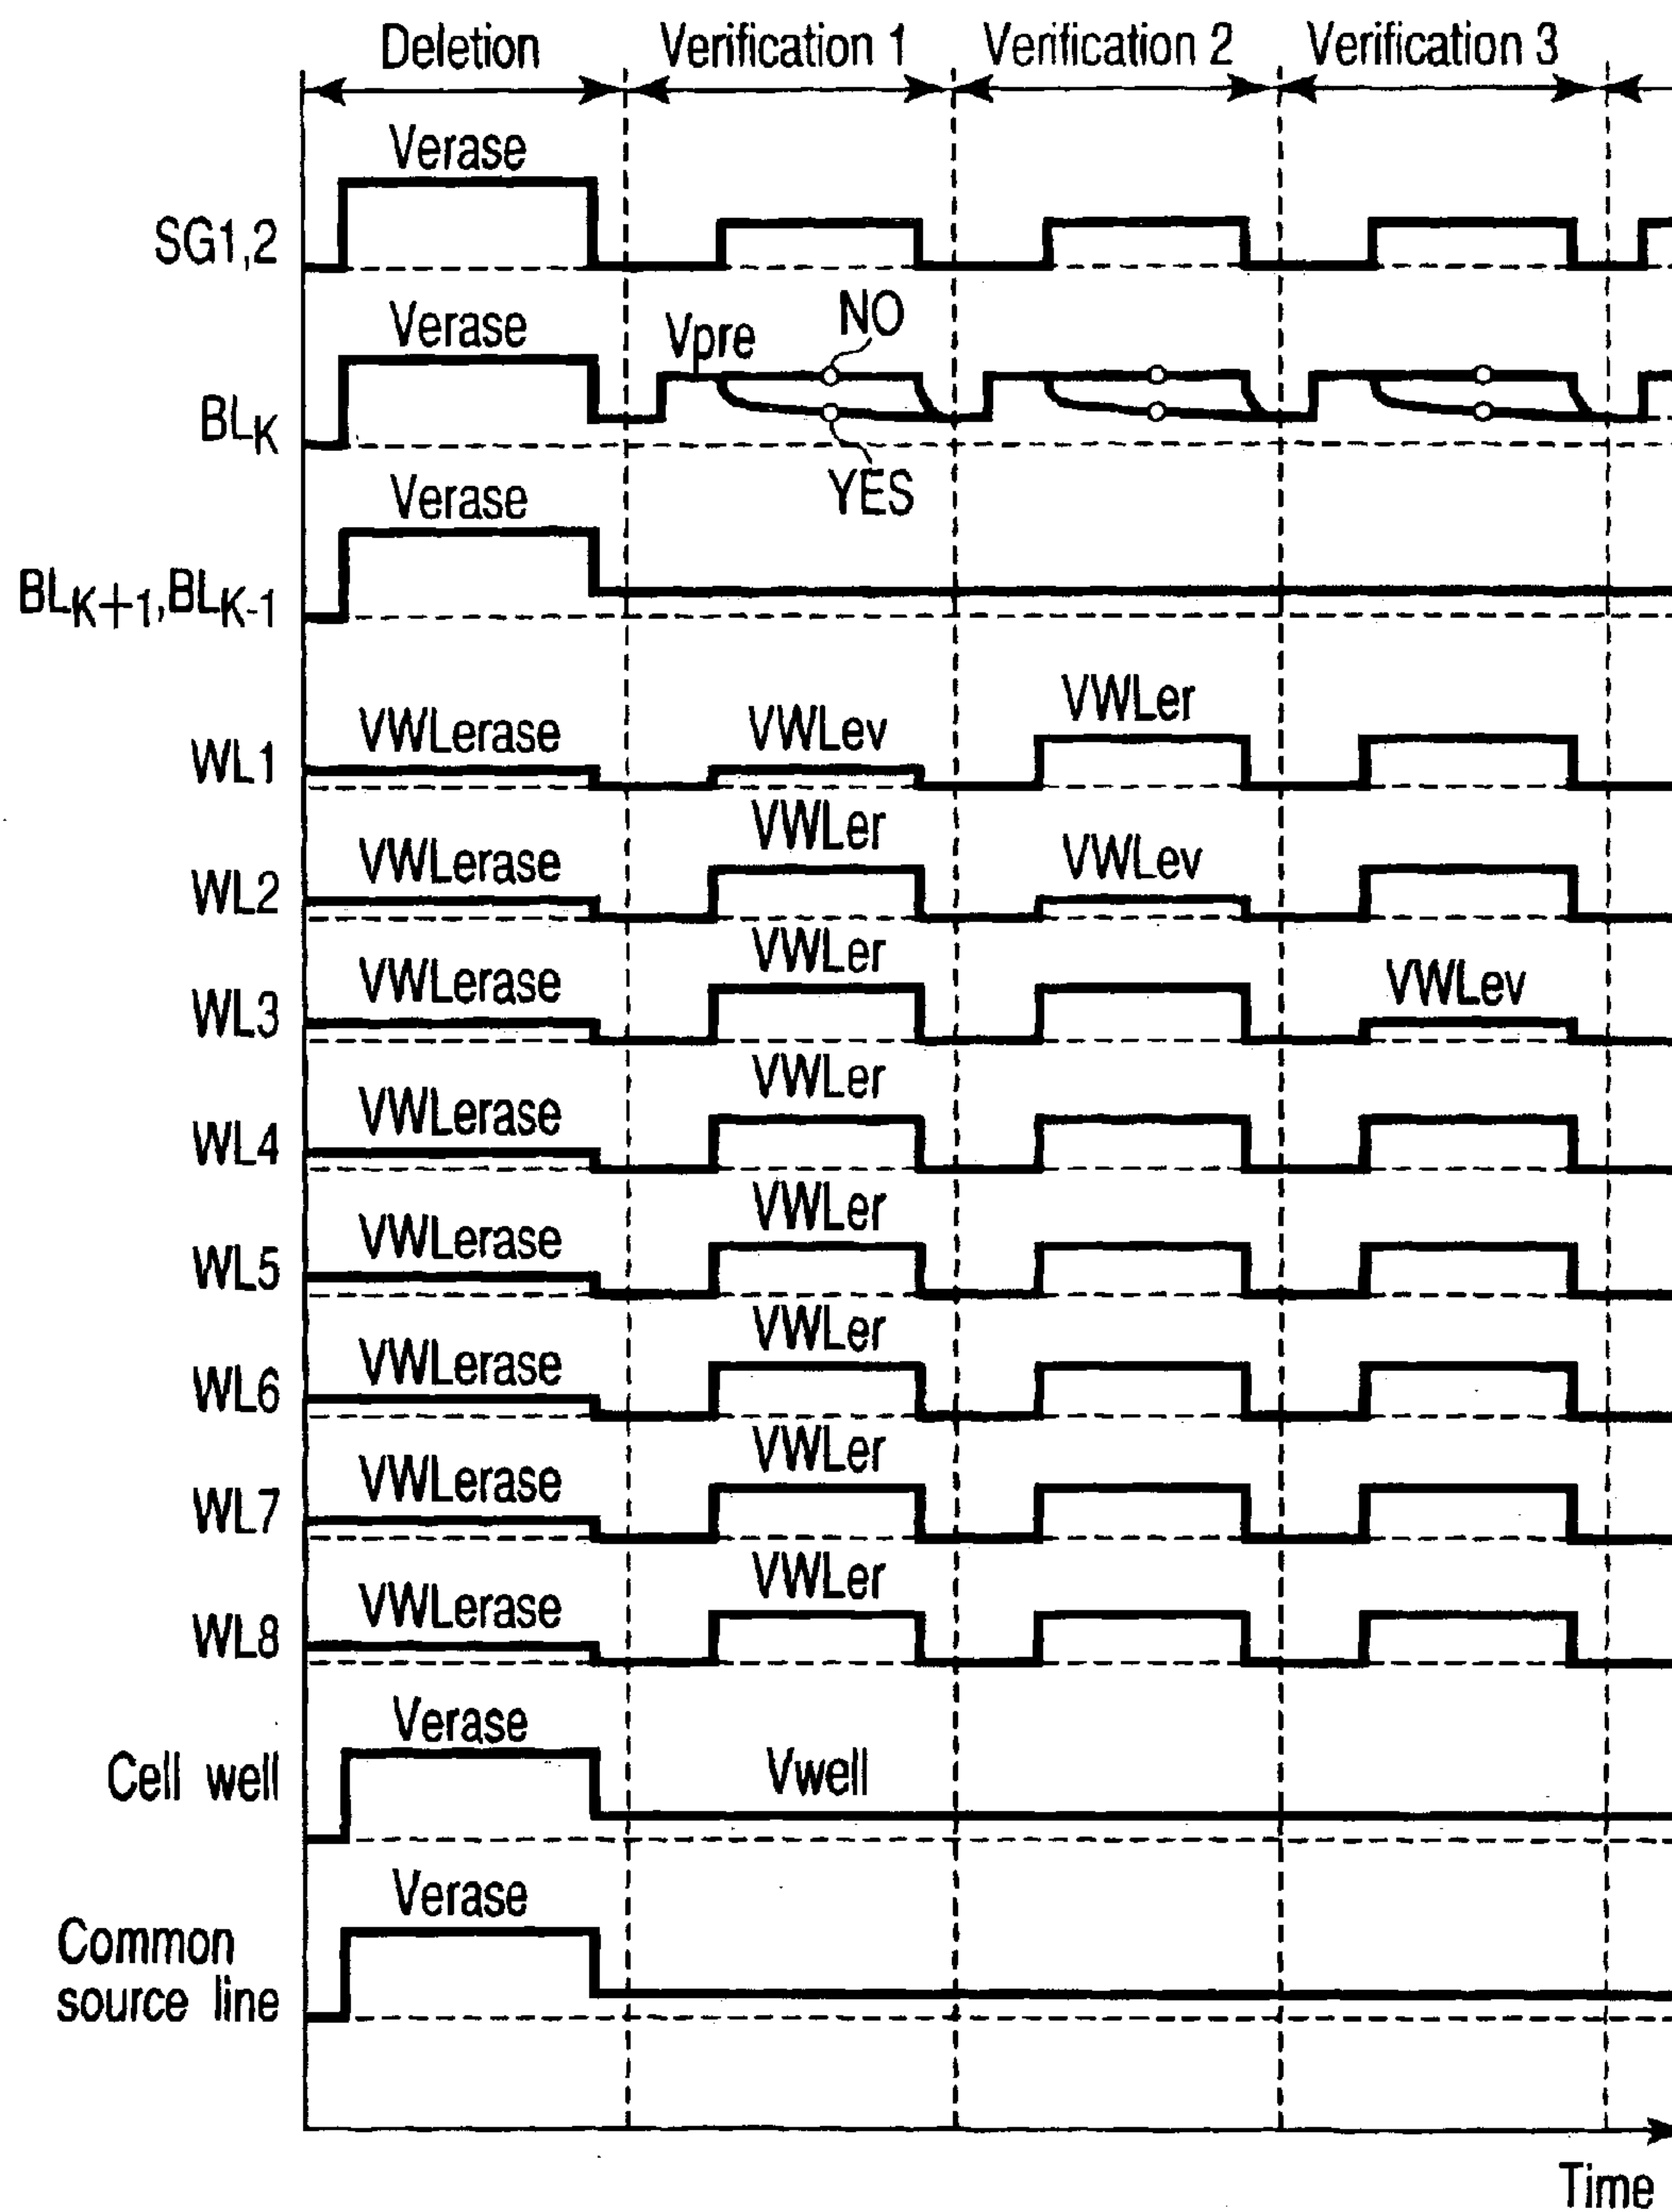 Deletion Verification 1 Verification 2 Verification 3
Verase
SG1,2
Verase Vpre NO
BLK
YES
Verase
BLK+1,BLK-1
VWLer
WL1 VWLerase VWLev
VWLer
WL2 VWLerase VWLev
VWLer
WL3 VWLerase VWLev
VWLer
WL4 VWLerase
VWLer
WL5 VWLerase
VWLer
WL6 VWLerase
VWLer
WL7 VWLerase
VWLer
WL8 VWLerase
Verase
Cell well Vwell
Verase
Common
source line
Time